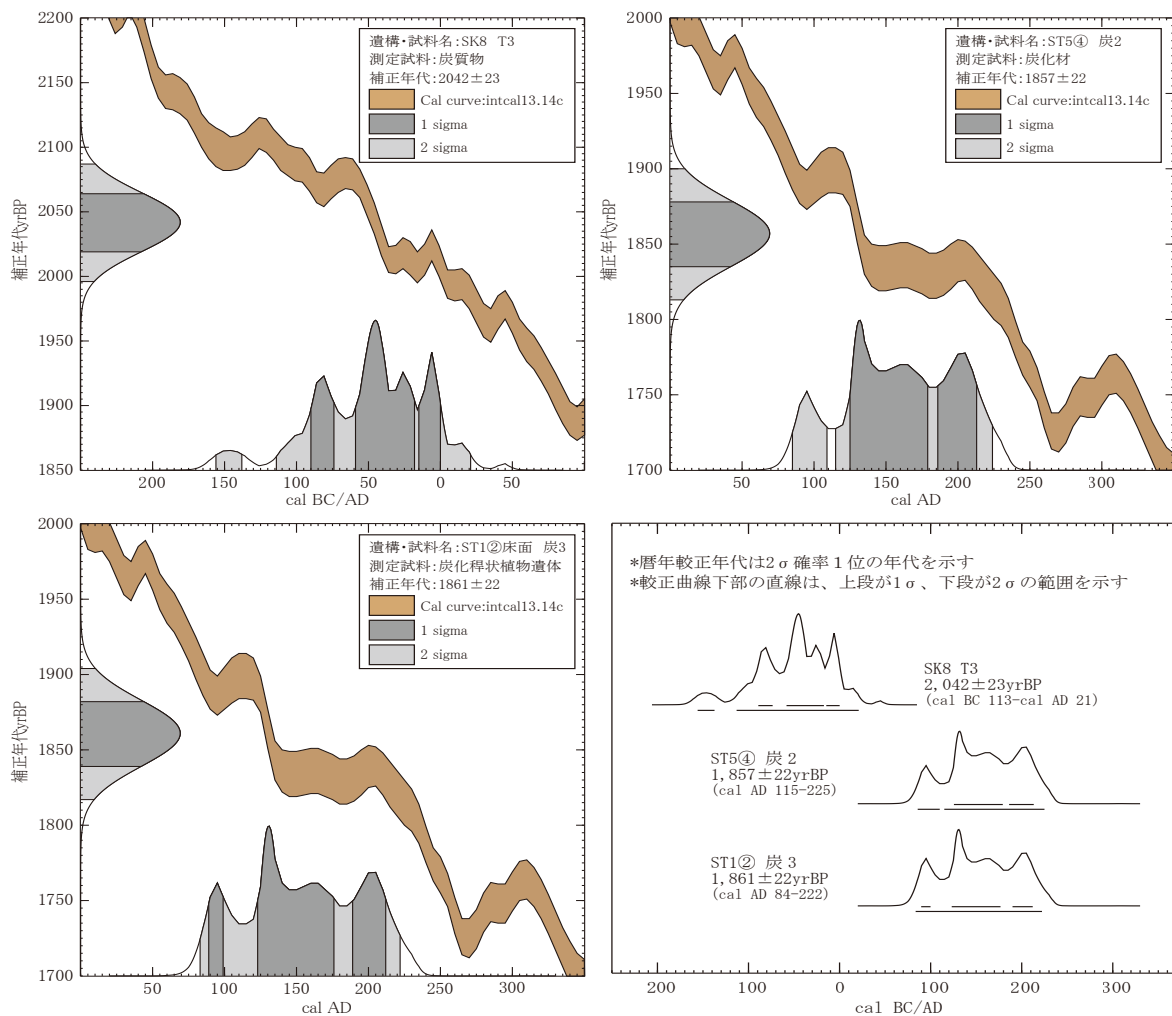 2200
2150
2100
2050
2000
1950
1900
1850
補正年代yrBP
遺構・試料名:SK8 T3
測定試料:炭質物
補正年代:2042±23
Cal curve:intcal13.14c
1 sigma
2 sigma
200 150 100 50 0 50
cal BC/AD
2000
1950
1900
1850
1800
1750
1700
補正年代yrBP
遺構・試料名:ST5④ 炭2
測定試料:炭化材
補正年代:1857±22
Cal curve:intcal13.14c
1 sigma
2 sigma
50 100 150 200 250 300
cal AD
2000
1950
1900
1850
1800
1750
1700
補正年代yrBP
遺構・試料名:ST1②床面 炭3
測定試料:炭化稈状植物遺体
補正年代:1861±22
Cal curve:intcal13.14c
1 sigma
2 sigma
50 100 150 200 250 300
cal AD
*暦年較正年代は2σ確率1位の年代を示す
*較正曲線下部の直線は、上段が1σ、下段が2σの範囲を示す
SK8 T3
2,042±23yrBP
(cal BC 113-cal AD 21)
ST5④ 炭2
1,857±22yrBP
(cal AD 115-225)
ST1② 炭3
1,861±22yrBP
(cal AD 84-222)
200 100 0 100 200 300
cal BC/AD